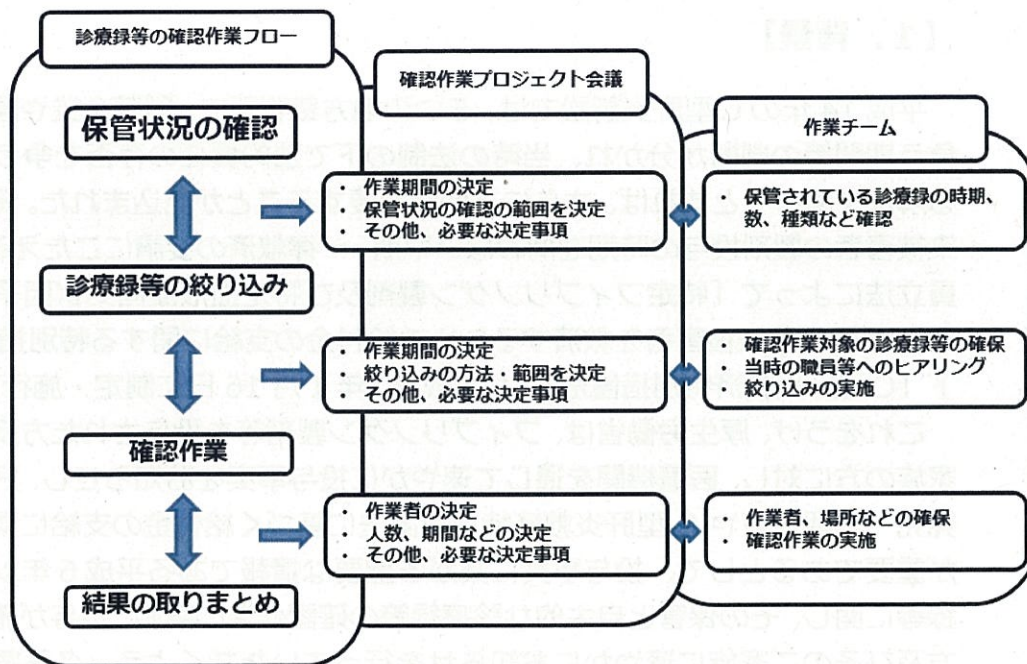 診療録等の確認作業フロー
確認作業プロジェクト会議
作業チーム
保管状況の確認
・ 作業期間の決定
・ 保管状況の確認の範囲を決定
・ その他、必要な決定事項
・ 保管されている診療録の時期、
数、種類など確認
診療録等の絞り込み
・ 作業期間の決定
・ 絞り込みの方法・範囲を決定
・ その他、必要な決定事項
・ 確認作業対象の診療録等の確保
・ 当時の職員等へのヒアリング
・ 絞り込みの実施
確認作業
・ 作業者の決定
・ 人数、期間などの決定
・ その他、必要な決定事項
・ 作業者、場所などの確保
・ 確認作業の実施
結果の取りまとめ